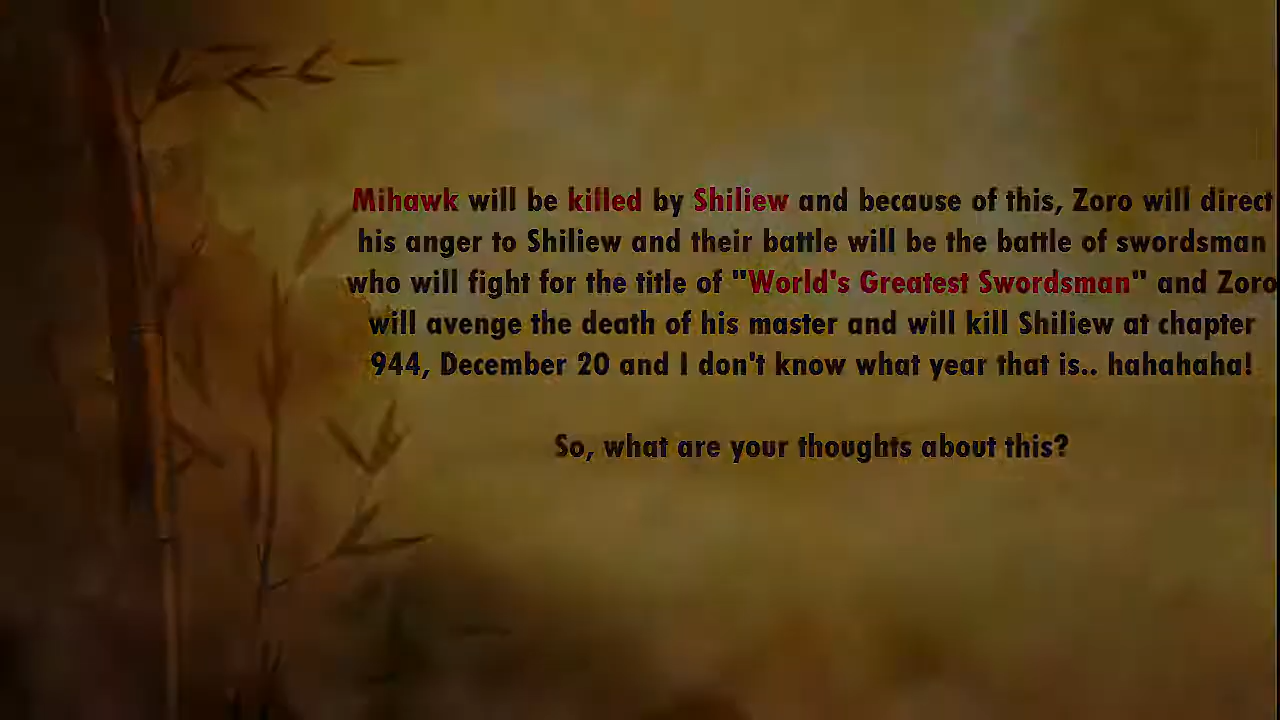 Mihawk will be killed by Shiliew and because of this, Zoro will direct
his anger to Shiliew and their battle will be the battle of swordsman
who will fight for the title of "World's Greatest Swordsman" and Zoro
will avenge the death of his master and will kill Shiliew at chapter
944, December 20 and I don't know what year that is.. hahahaha!
So, what are your thoughts about this?